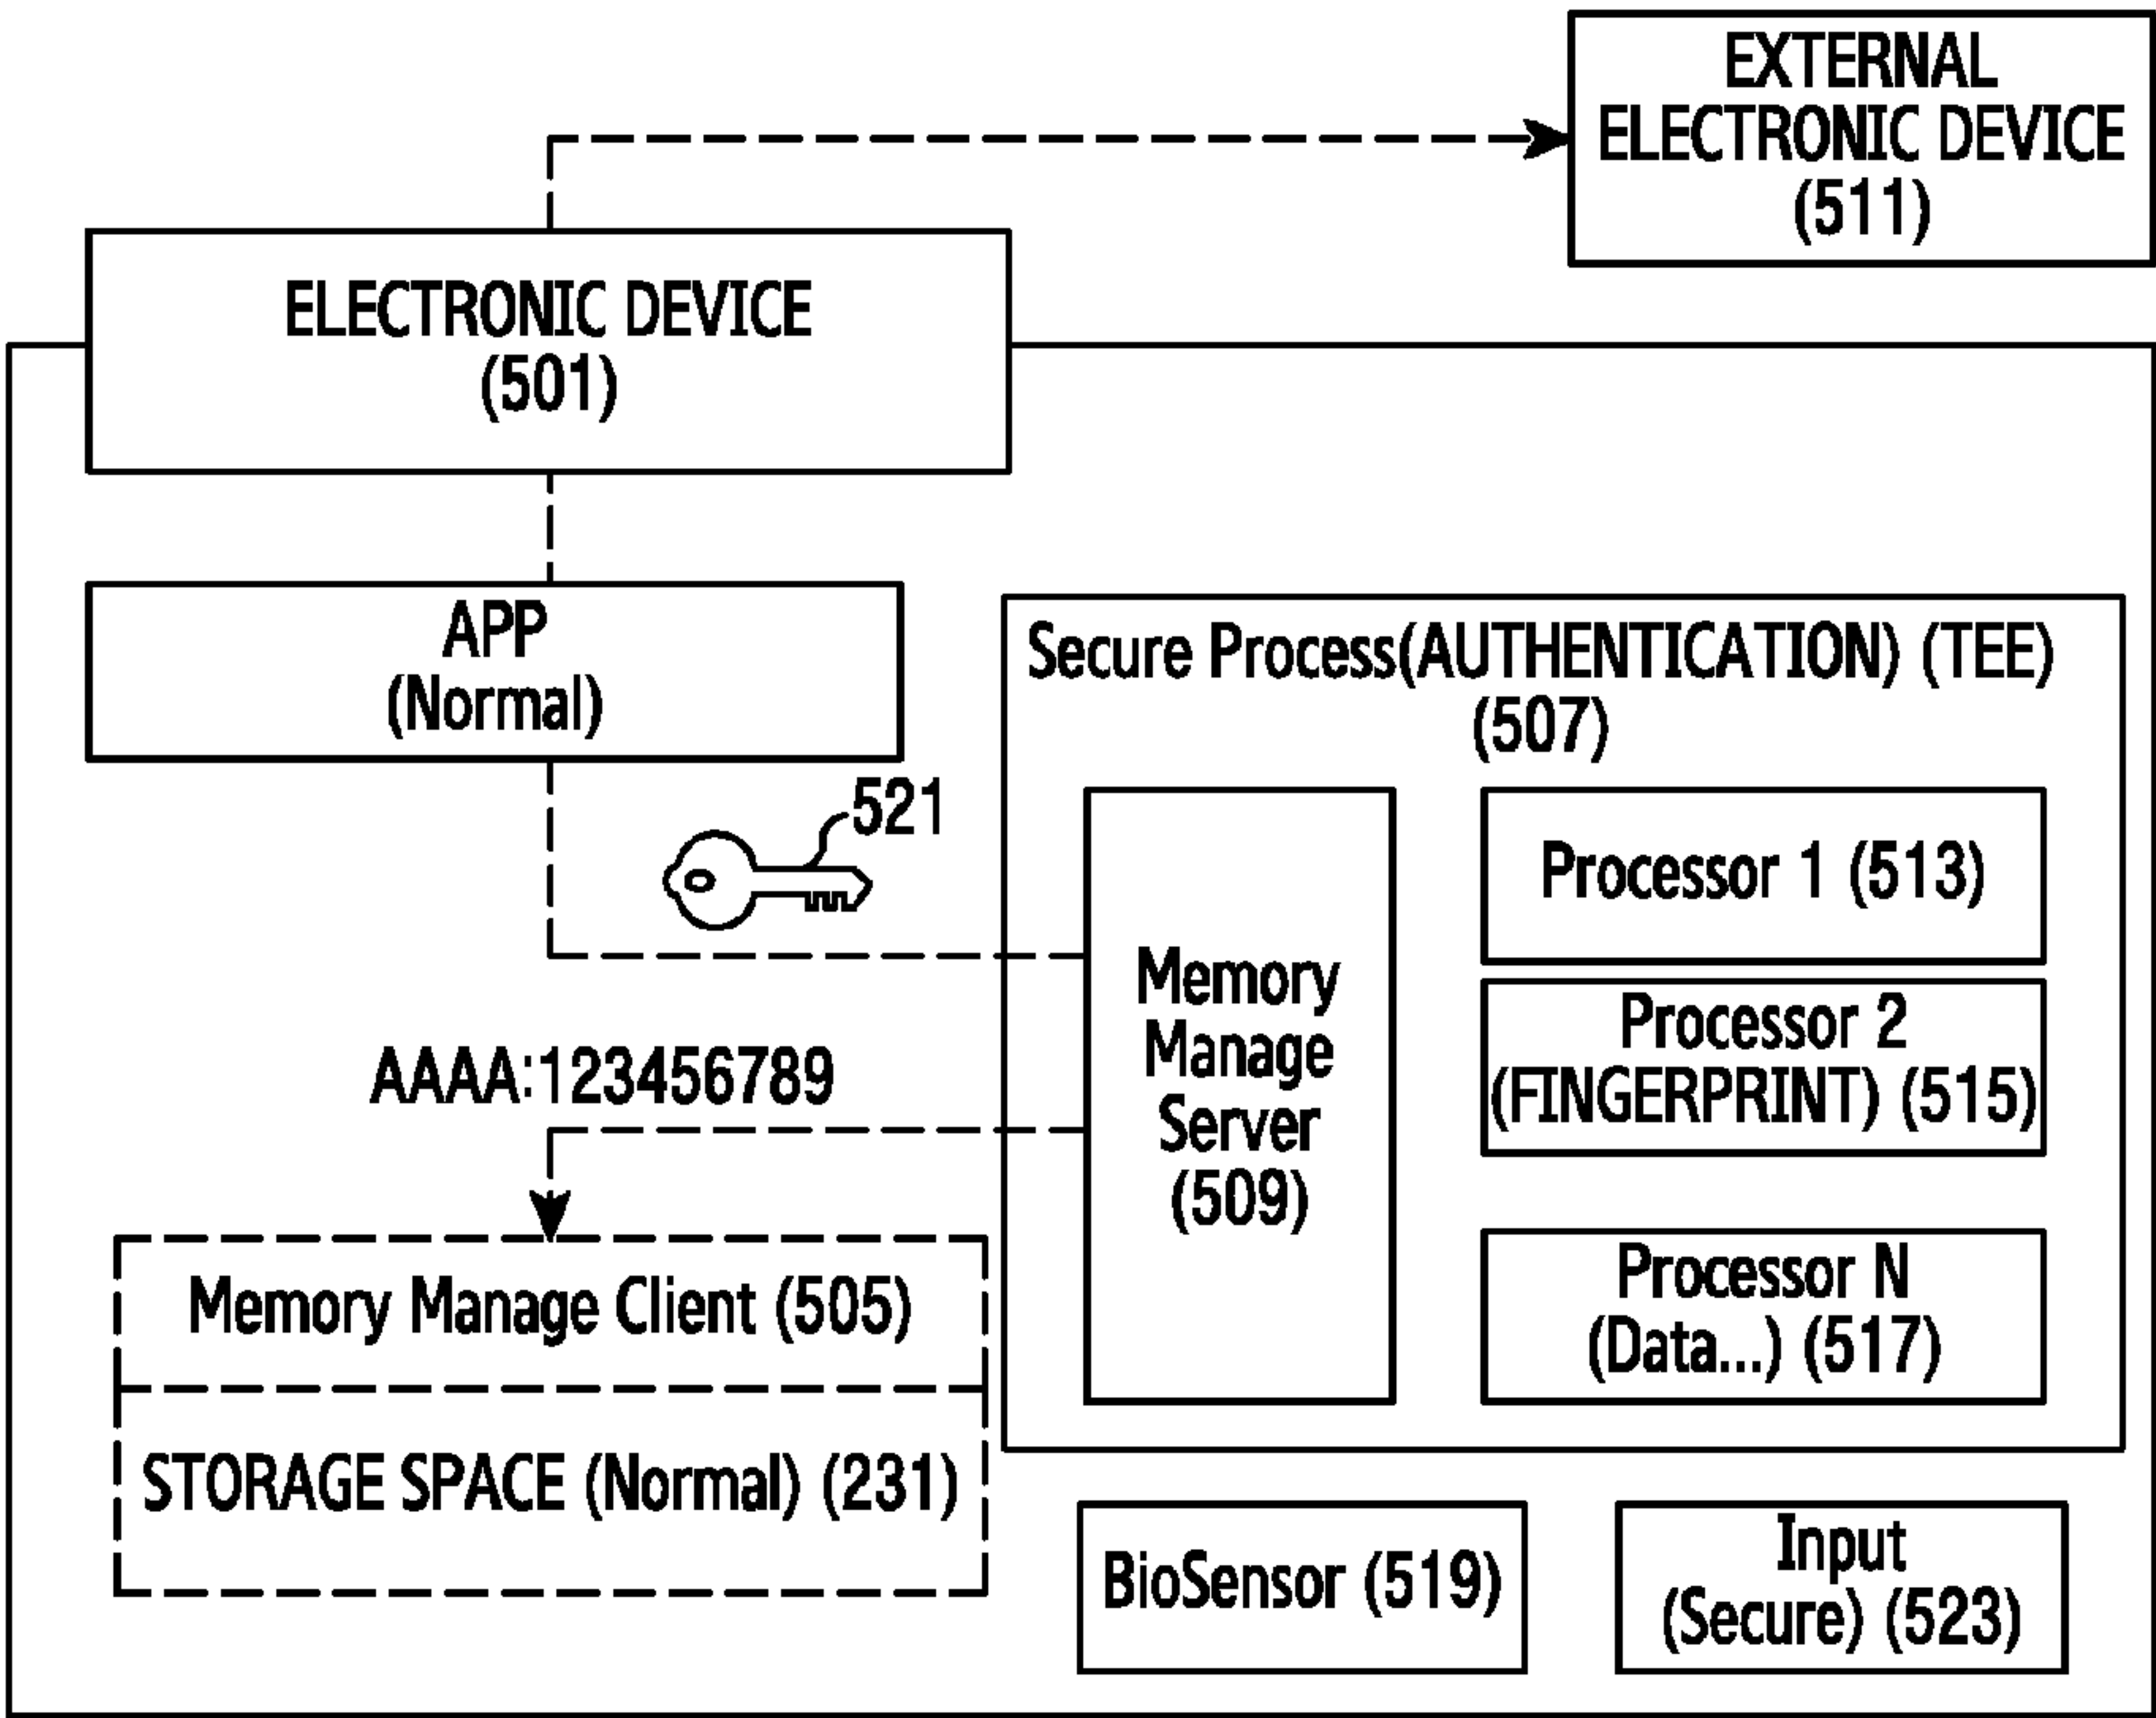 EXTERNAL
ELECTRONIC DEVICE
(511)
ELECTRONIC DEVICE
(501)
APP
(Normal)
521
AAAA:123456789
Memory Manage Client (505)
STORAGE SPACE (Normal) (231)
Secure Process(AUTHENTICATION) (TEE)
(507)
Memory
Manage
Server
(509)
Processor 1 (513)
Processor 2
(FINGERPRINT) (515)
Processor N
(Data...) (517)
BioSensor (519)
Input
(Secure) (523)